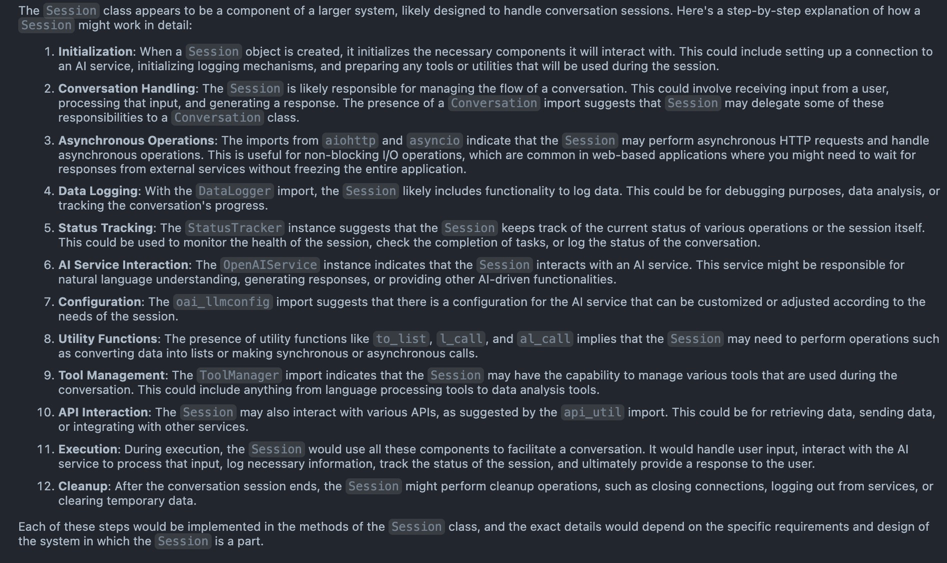 The Session class appears to be a component of a larger system, likely designed to handle conversation sessions. Here's a step-by-step explanation of how a
Session might work in detail:
1. Initialization: When a Session object is created, it initializes the necessary components it will interact with. This could include setting up a connection to
an AI service, initializing logging mechanisms, and preparing any tools or utilities that will be used during the session.
2. Conversation Handling: The Session is likely responsible for managing the flow of a conversation. This could involve receiving input from a user,
processing that input, and generating a response. The presence of a Conversation import suggests that Session may delegate some of these
responsibilities to a Conversation class.
3. Asynchronous Operations: The imports from aiohttp and asyncio indicate that the Session may perform asynchronous HTTP requests and handle
asynchronous operations. This is useful for non-blocking I/O operations, which are common in web-based applications where you might need to wait for
responses from external services without freezing the entire application.
4. Data Logging: With the DataLogger import, the Session likely includes functionality to log data. This could be for debugging purposes, data analysis, or
tracking the conversation's progress.
5. Status Tracking: The StatusTracker instance suggests that the Session keeps track of the current status of various operations or the session itself.
This could be used to monitor the health of the session, check the completion of tasks, or log the status of the conversation.
6. AI Service Interaction: The OpenAIService instance indicates that the Session interacts with an AI service. This service might be responsible for
natural language understanding, generating responses, or providing other AI-driven functionalities.
7. Configuration: The oai_llmconfig import suggests that there is a configuration for the AI service that can be customized or adjusted according to the
needs of the session.
8. Utility Functions: The presence of utility functions like to_list, l_call, and al_call implies that the Session may need to perform operations such
as converting data into lists or making synchronous or asynchronous calls.
9. Tool Management: The ToolManager import indicates that the Session may have the capability to manage various tools that are used during the
conversation. This could include anything from language processing tools to data analysis tools.
10. API Interaction: The Session may also interact with various APIs, as suggested by the api_util import. This could be for retrieving data, sending data,
or integrating with other services.
11. Execution: During execution, the Session would use all these components to facilitate a conversation. It would handle user input, interact with the AI
service to process that input, log necessary information, track the status of the session, and ultimately provide a response to the user.
12. Cleanup: After the conversation session ends, the Session might perform cleanup operations, such as closing connections, logging out from services, or
clearing temporary data.
Each of these steps would be implemented in the methods of the Session class, and the exact details would depend on the specific requirements and design of
the system in which the Session is a part.